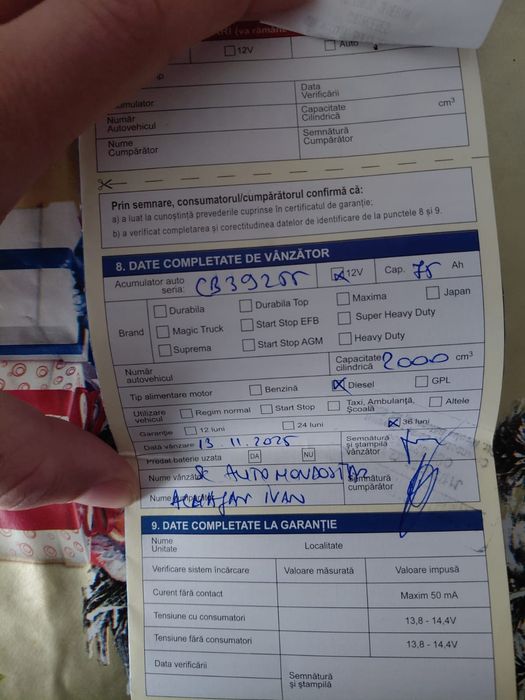 RI (va rămâne
12V Auto
Data
Verificării
umulator
Număr
Autovehicul
Capacitate
Cilindrică cm³
Nume
Cumpărător
Semnătură
Cumpărător
Prin semnare, consumatorul/cumpărătorul confirmă că:
a) a luat la cunoștință prevederile cuprinse în certificatul de garanție;
b) a verificat completarea și corectitudinea datelor de identificare de la punctele 8 și 9.
8. DATE COMPLETATE DE VÂNZĂTOR
Acumulator auto
seria: CB39255 12V Cap. 75 Ah
Brand
Durabila Durabila Top Maxima Japan
Magic Truck Start Stop EFB Super Heavy Duty
Suprema Start Stop AGM Heavy Duty
Număr
autovehicul
Capacitate
cilindrică 2000 cm³
Tip alimentare motor Benzină Diesel GPL
Utilizare
vehicul Regim normal Start Stop Taxi, Ambulanță,
Școală Altele
Garanție 12 luni 24 luni 36 luni
Dată vânzare 13.11.2025
Semnătură
și ștampilă
vânzător
Predat baterie uzata DA NU
Nume vânzăt SC AUTO
Semnătură
cumpărător
Nume IVAN
9. DATE COMPLETATE LA GARANȚIE
Nume
Unitate Localitate
Verificare sistem încărcare Valoare măsurată Valoare impusă
Curent fără contact Maxim 50 mA
Tensiune cu consumatori 13,8 - 14,4V
Tensiune fără consumatori 13,8 - 14,4V
Data verificării
Semnătură
și ștampilă